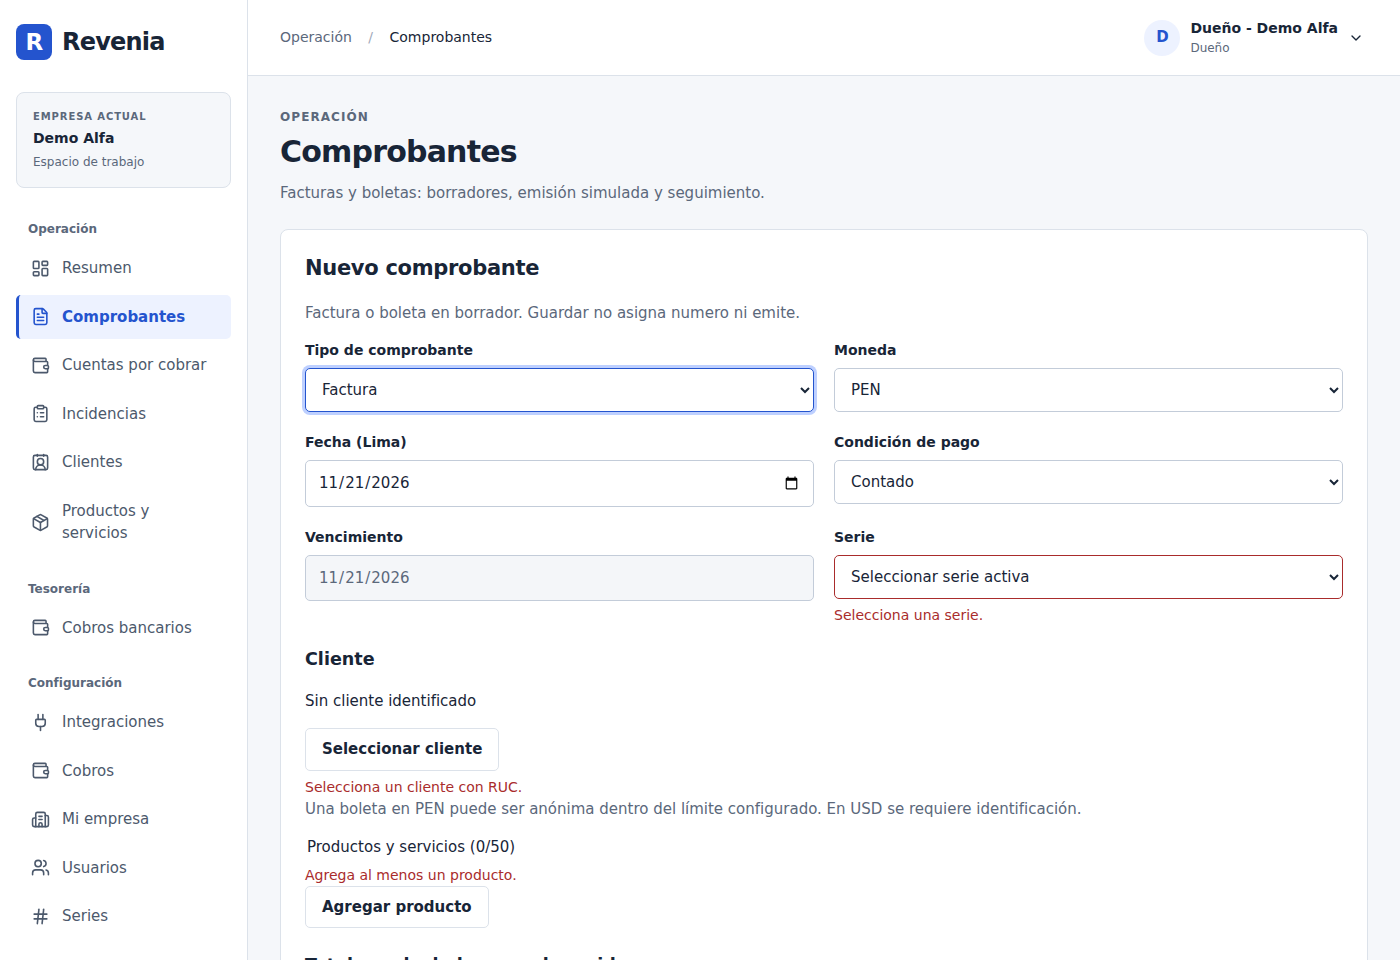 R Revenia
EMPRESA ACTUAL
Demo Alfa
Espacio de trabajo
Operación
Resumen
Comprobantes
Cuentas por cobrar
Incidencias
Clientes
Productos y
servicios
Tesorería
Cobros bancarios
Configuración
Integraciones
Cobros
Mi empresa
Usuarios
Series
Operación / Comprobantes
D
Dueño - Demo Alfa
Dueño
OPERACIÓN
Comprobantes
Facturas y boletas: borradores, emisión simulada y seguimiento.
Nuevo comprobante
Factura o boleta en borrador. Guardar no asigna numero ni emite.
Tipo de comprobante
Factura
Moneda
PEN
Fecha (Lima)
11/21/2026
Condición de pago
Contado
Vencimiento
11/21/2026
Serie
Seleccionar serie activa
Selecciona una serie.
Cliente
Sin cliente identificado
Seleccionar cliente
Selecciona un cliente con RUC.
Una boleta en PEN puede ser anónima dentro del límite configurado. En USD se requiere identificación.
Productos y servicios (0/50)
Agrega al menos un producto.
Agregar producto